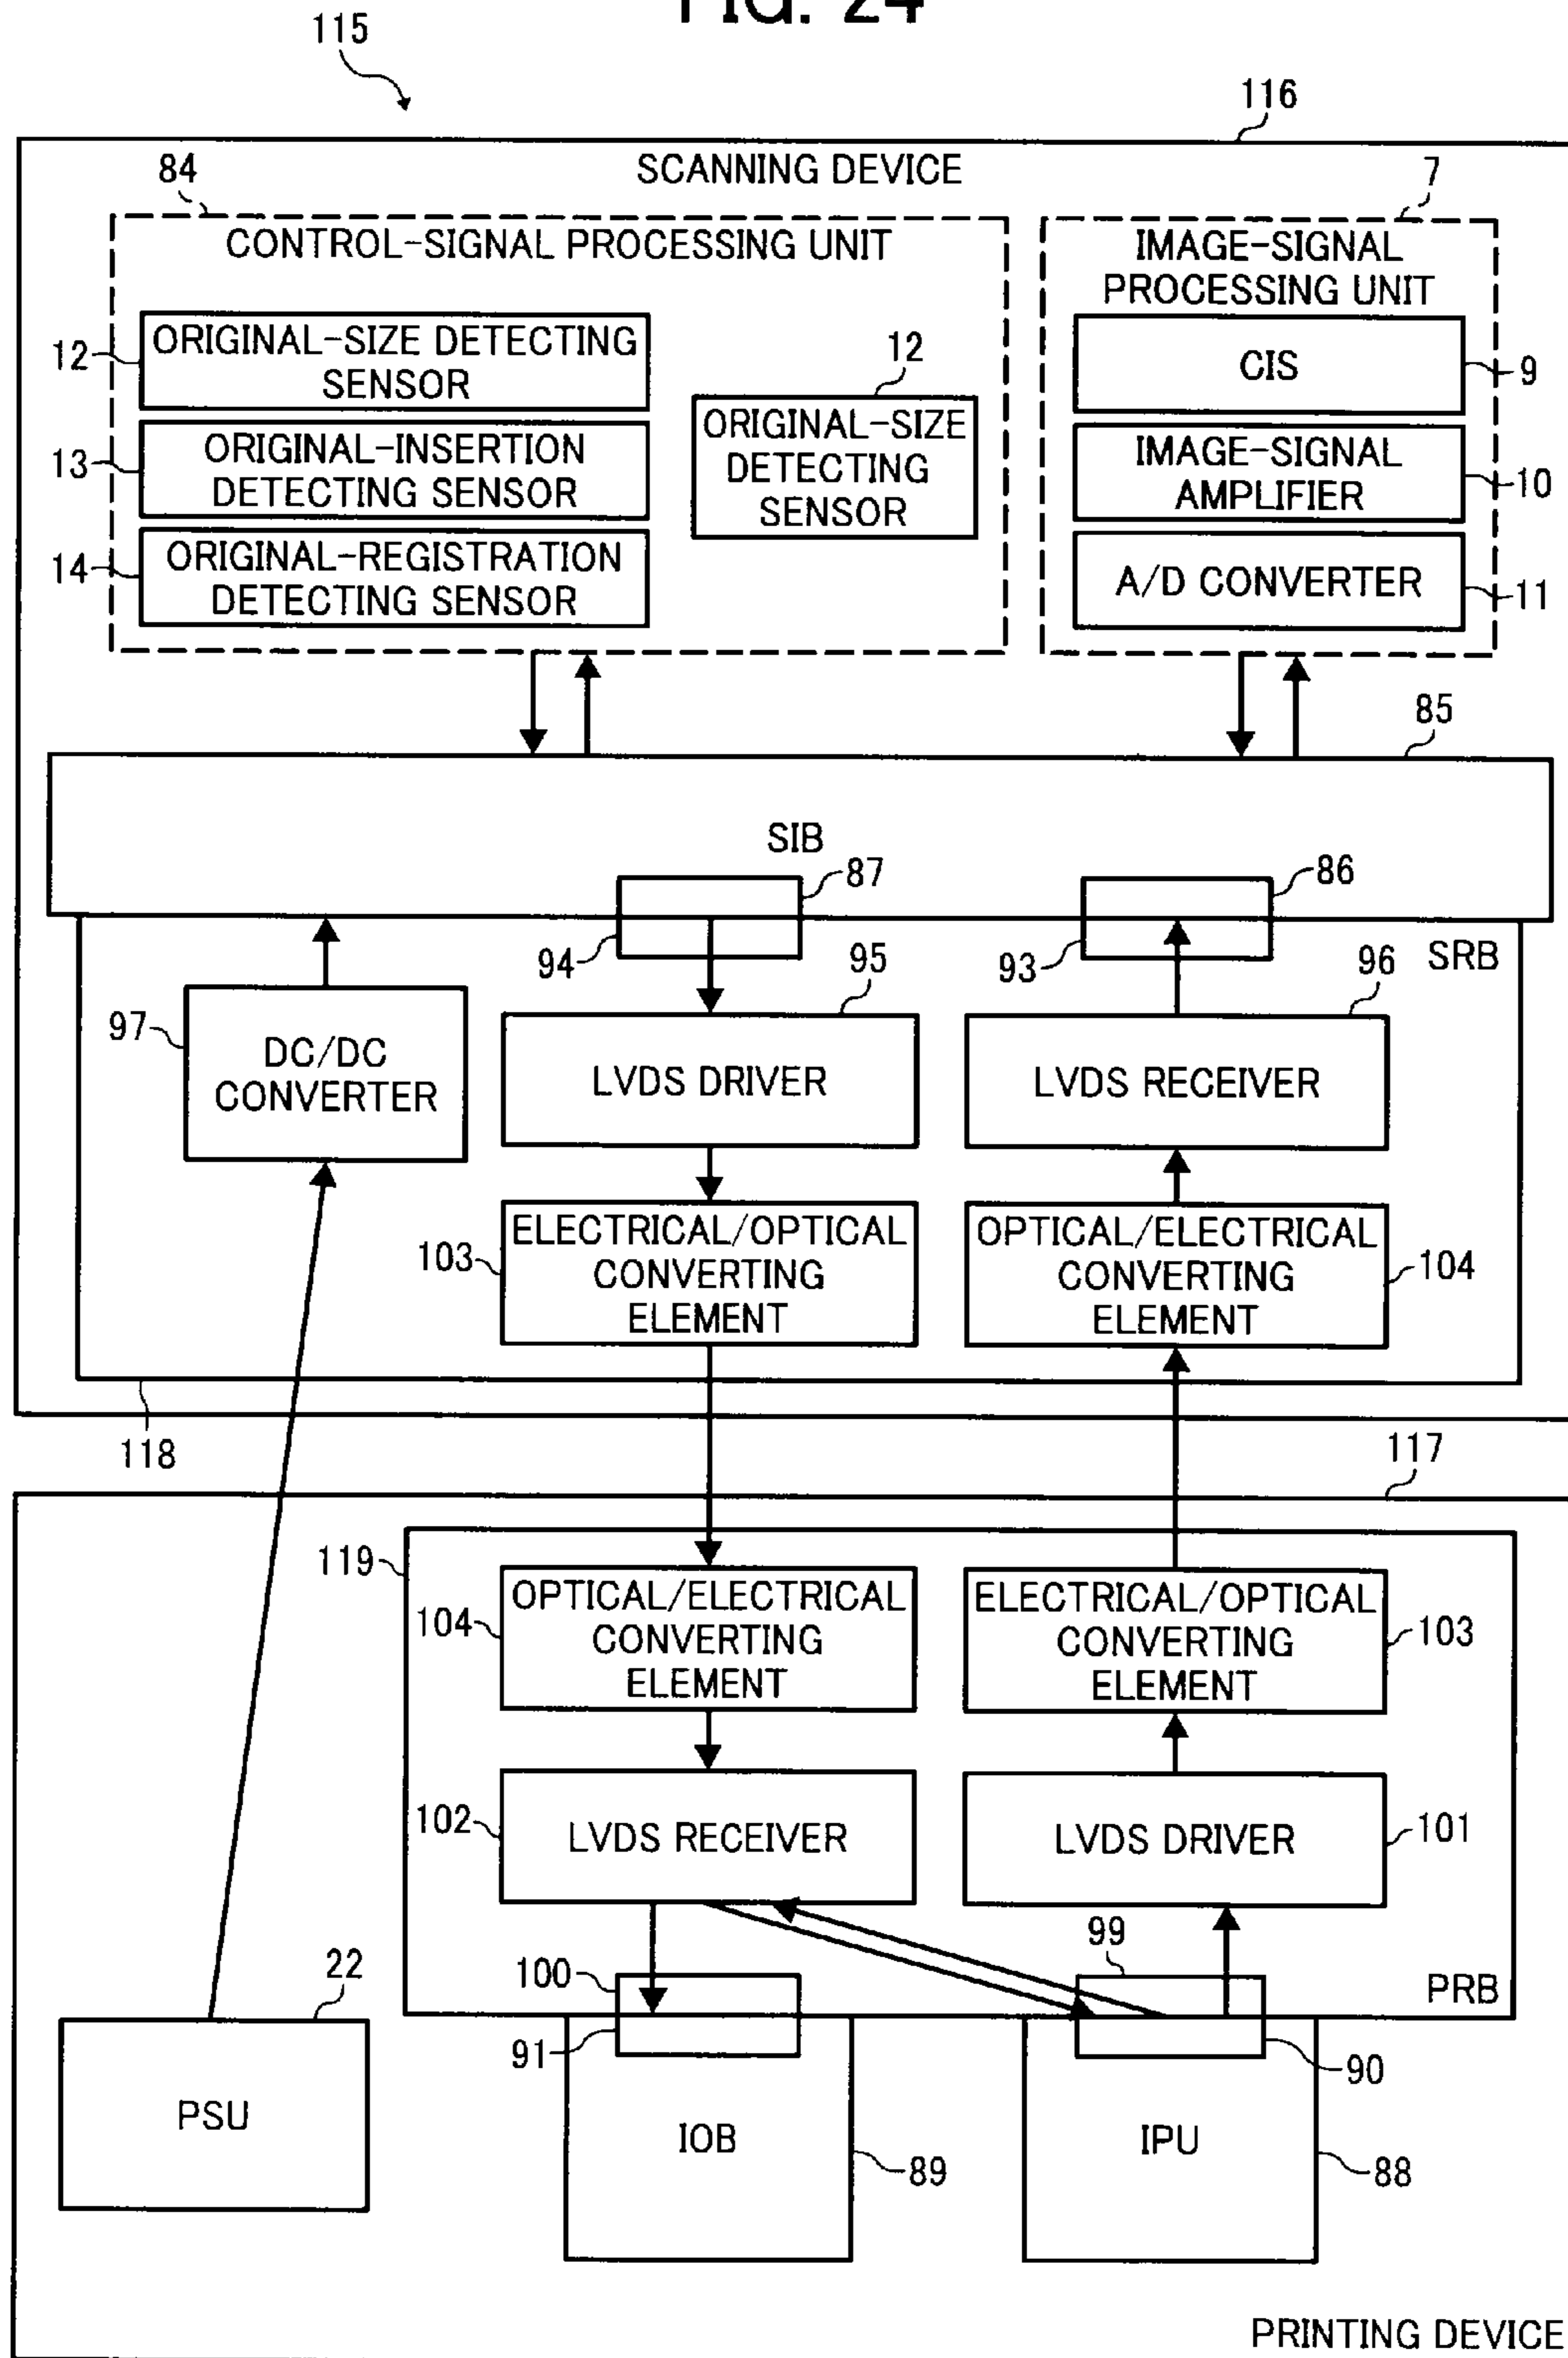 FIG. 24
115
116
SCANNING DEVICE
84
7
CONTROL-SIGNAL PROCESSING UNIT
IMAGE-SIGNAL
PROCESSING UNIT
12
ORIGINAL-SIZE DETECTING
SENSOR
13
ORIGINAL-INSERTION
DETECTING SENSOR
14
ORIGINAL-REGISTRATION
DETECTING SENSOR
12
ORIGINAL-SIZE
DETECTING
SENSOR
CIS
9
IMAGE-SIGNAL
AMPLIFIER
10
A/D CONVERTER
11
85
SIB
87
86
94
93
SRB
95
96
97
DC/DC
CONVERTER
LVDS DRIVER
LVDS RECEIVER
103
ELECTRICAL/OPTICAL
CONVERTING
ELEMENT
OPTICAL/ELECTRICAL
CONVERTING
ELEMENT
104
118
117
119
104
OPTICAL/ELECTRICAL
CONVERTING
ELEMENT
ELECTRICAL/OPTICAL
CONVERTING
ELEMENT
103
102
LVDS RECEIVER
LVDS DRIVER
101
22
100
99
PRB
91
90
PSU
IOB
IPU
89
88
PRINTING DEVICE